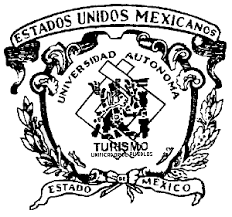 ESTADOS UNIDOS MEXICANOS
UNIVERSIDAD AUTONOMA
TURISMO
ESTADO DE MEXICO